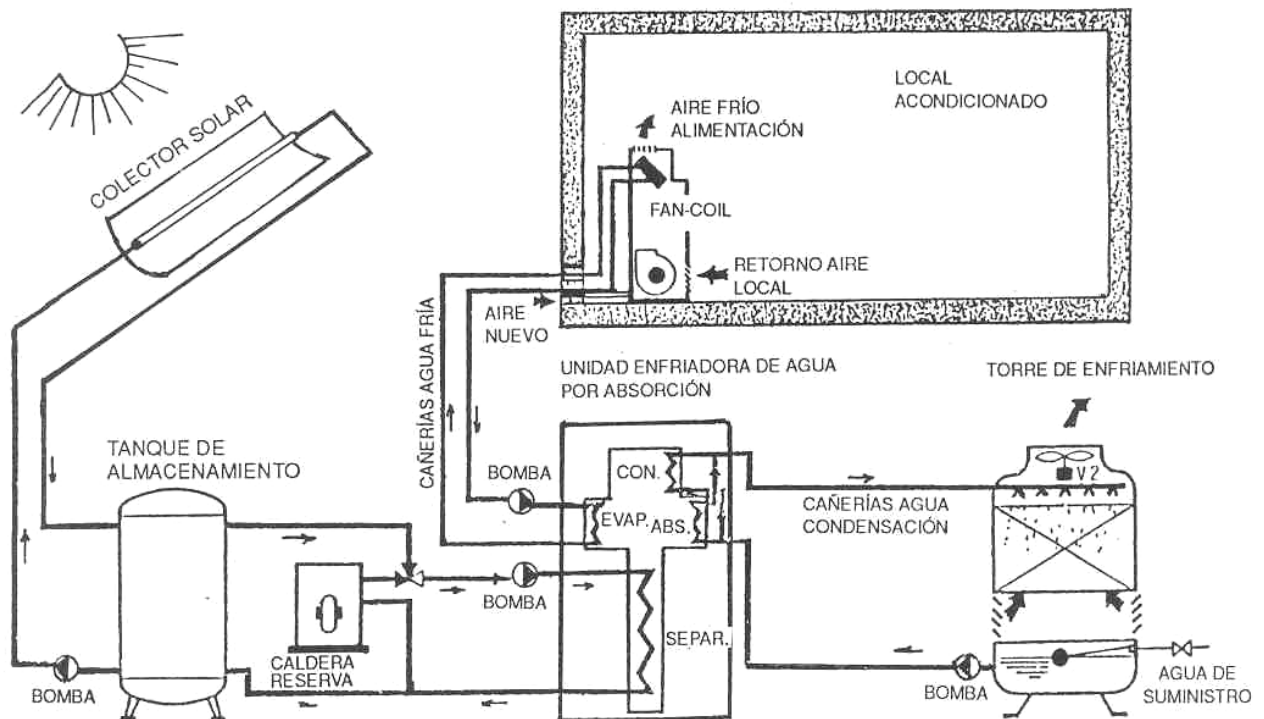 COLECTOR SOLAR
LOCAL
ACONDICIONADO
AIRE FRÍO
ALIMENTACIÓN
FAN-COIL
RETORNO AIRE
LOCAL
AIRE
NUEVO
CAÑERÍAS AGUA FRÍA
UNIDAD ENFRIADORA DE AGUA
POR ABSORCIÓN
TORRE DE ENFRIAMIENTO
TANQUE DE
ALMACENAMIENTO
BOMBA
CON.
EVAP.
ABS.
V2
CAÑERÍAS AGUA
CONDENSACIÓN
BOMBA
SEPAR.
CALDERA
RESERVA
BOMBA
BOMBA
AGUA DE
SUMINISTRO